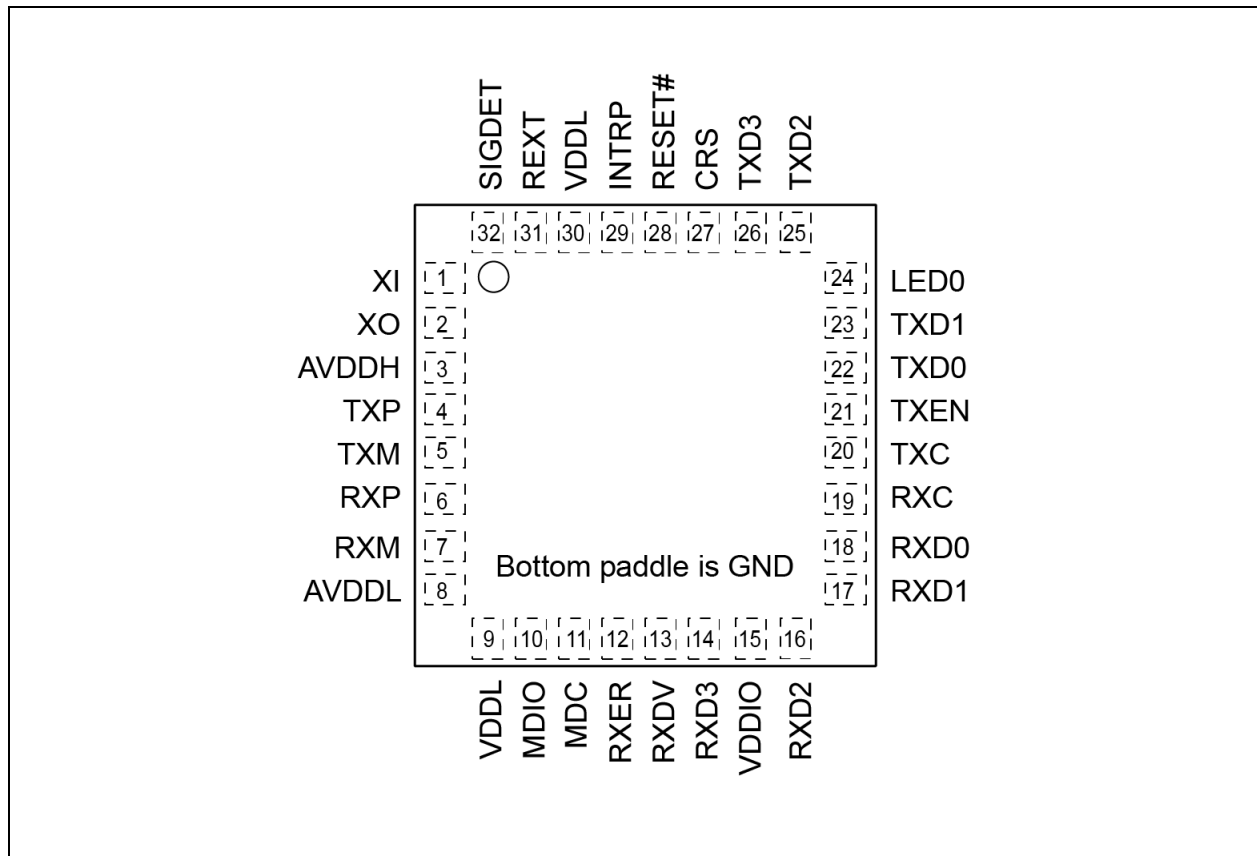 SIGDET
REXT
VDDL
INTRP
RESET#
CRS
TXD3
TXD2
32 31 30 29 28 27 26 25
XI 1 24 LED0
XO 2 23 TXD1
AVDDH 3 22 TXD0
TXP 4 21 TXEN
TXM 5 20 TXC
RXP 6 19 RXC
RXM 7 18 RXD0
Bottom paddle is GND
AVDDL 8 17 RXD1
9 10 11 12 13 14 15 16
VDDL
MDIO
MDC
RXER
RXDV
RXD3
VDDIO
RXD2